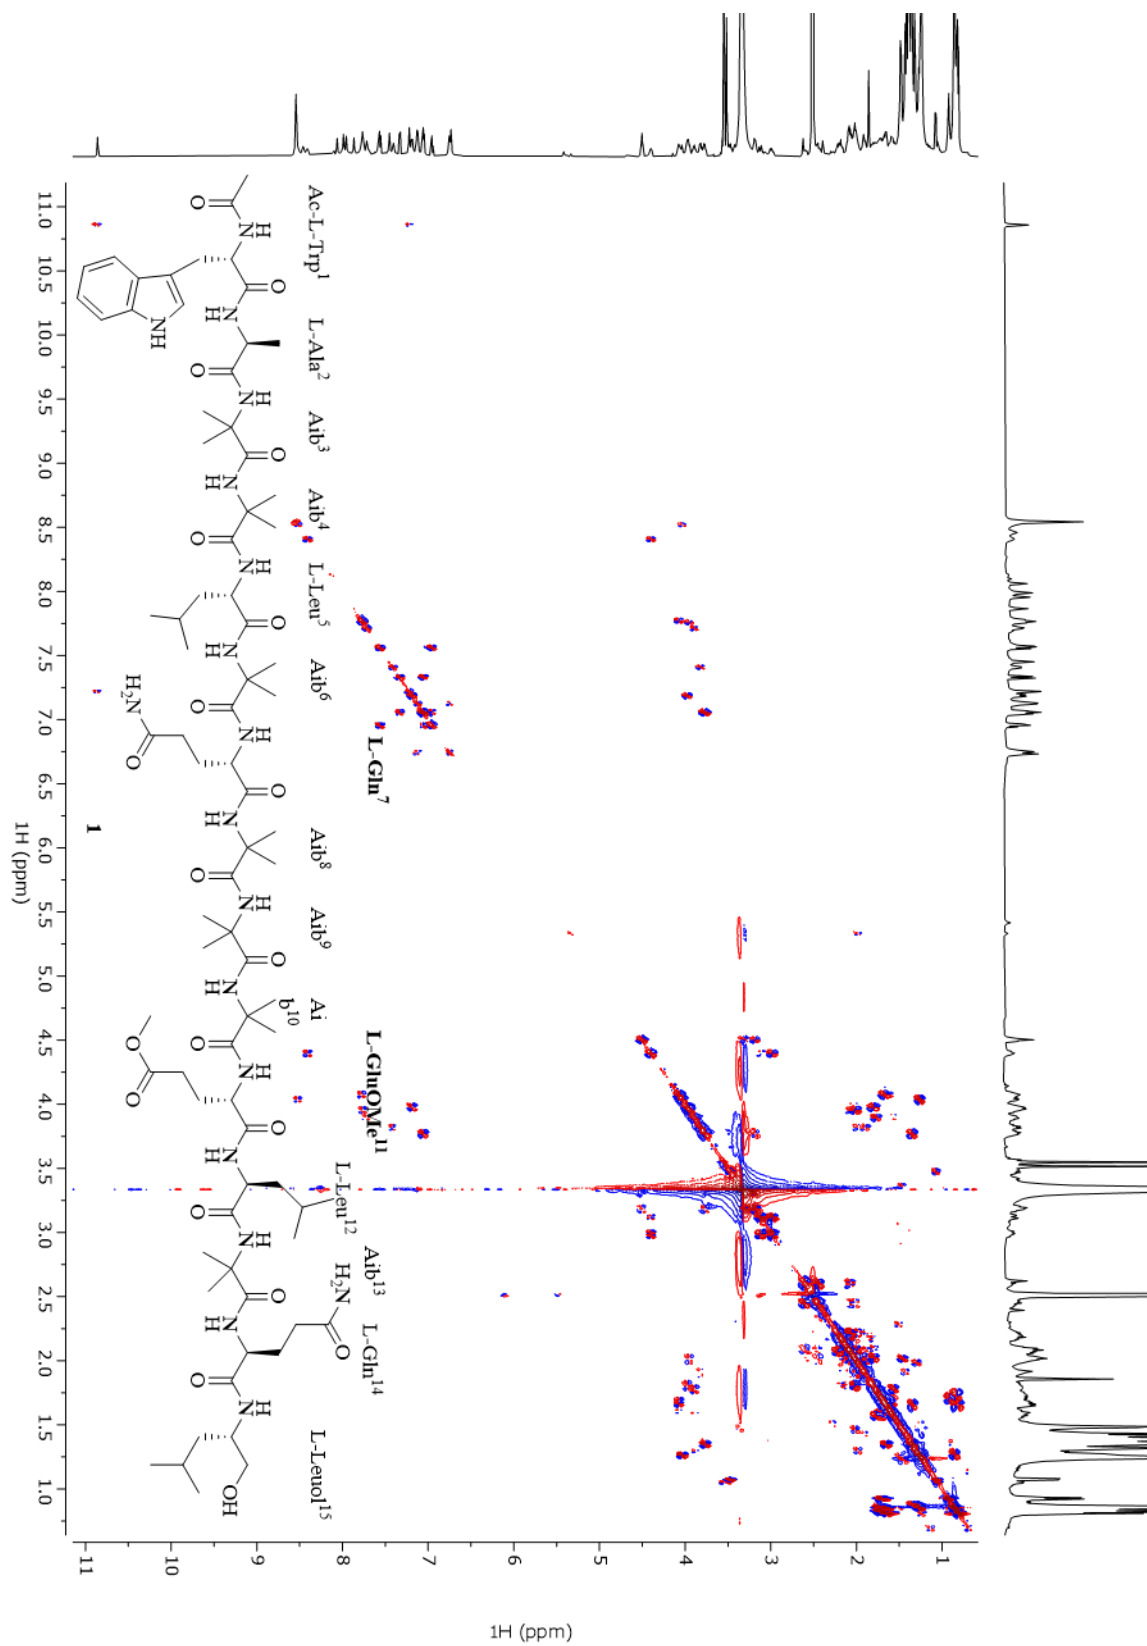 11.0
10.5
10.0
9.5
9.0
8.5
8.0
7.5
7.0
6.5
6.0
5.5
5.0
4.5
4.0
3.5
3.0
2.5
2.0
1.5
1.0
1H (ppm)
Ac-L-Trp1
L-Ala2
Aib3
Aib4
L-Leu5
Aib6
L-Gln7
Aib8
Aib9
Ai
b10
L-GluOMe11
L-Leu12
Aib13
L-Gln14
L-Leuol15
O
N
H
O
H
N
NH
O
N
H
O
H
N
O
N
H
O
H
N
O
N
H
O
H
N
H2N
O
O
N
H
O
H
N
O
N
H
O
H
N
O
O
O
N
H
O
H
N
O
N
H
H2N
O
O
H
N
O
N
H
OH
1
11
10
9
8
7
6
5
4
3
2
1
1H (ppm)